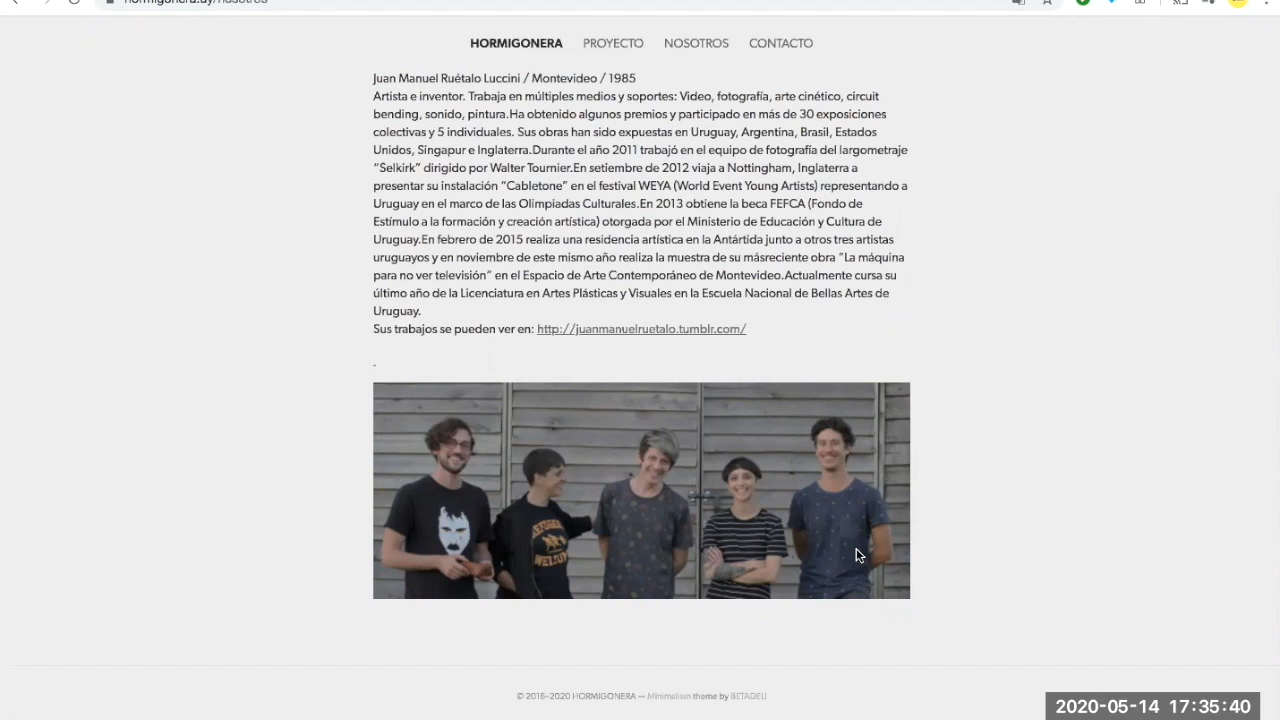 hormigonera.uy/nosotros
HORMIGONERA PROYECTO NOSOTROS CONTACTO
Juan Manuel Ruétalo Luccini / Montevideo / 1985
Artista e inventor. Trabaja en múltiples medios y soportes: Video, fotografía, arte cinético, circuit
bending, sonido, pintura.Ha obtenido algunos premios y participado en más de 30 exposiciones
colectivas y 5 individuales. Sus obras han sido expuestas en Uruguay, Argentina, Brasil, Estados
Unidos, Singapur e Inglaterra.Durante el año 2011 trabajó en el equipo de fotografía del largometraje
“Selkirk” dirigido por Walter Tournier.En setiembre de 2012 viaja a Nottingham, Inglaterra a
presentar su instalación “Cabletone” en el festival WEYA (World Event Young Artists) representando a
Uruguay en el marco de las Olimpiadas Culturales.En 2013 obtiene la beca FEFCA (Fondo de
Estímulo a la formación y creación artística) otorgada por el Ministerio de Educación y Cultura de
Uruguay.En febrero de 2015 realiza una residencia artística en la Antártida junto a otros tres artistas
uruguayos y en noviembre de este mismo año realiza la muestra de su másreciente obra “La máquina
para no ver televisión” en el Espacio de Arte Contemporáneo de Montevideo.Actualmente cursa su
último año de la Licenciatura en Artes Plásticas y Visuales en la Escuela Nacional de Bellas Artes de
Uruguay.
Sus trabajos se pueden ver en: http://juanmanuelruetalo.tumblr.com/
-
REFUGEES
WELCOME
© 2016–2020 HORMIGONERA — Minimalism theme by BETADELI
2020-05-14 17:35:40